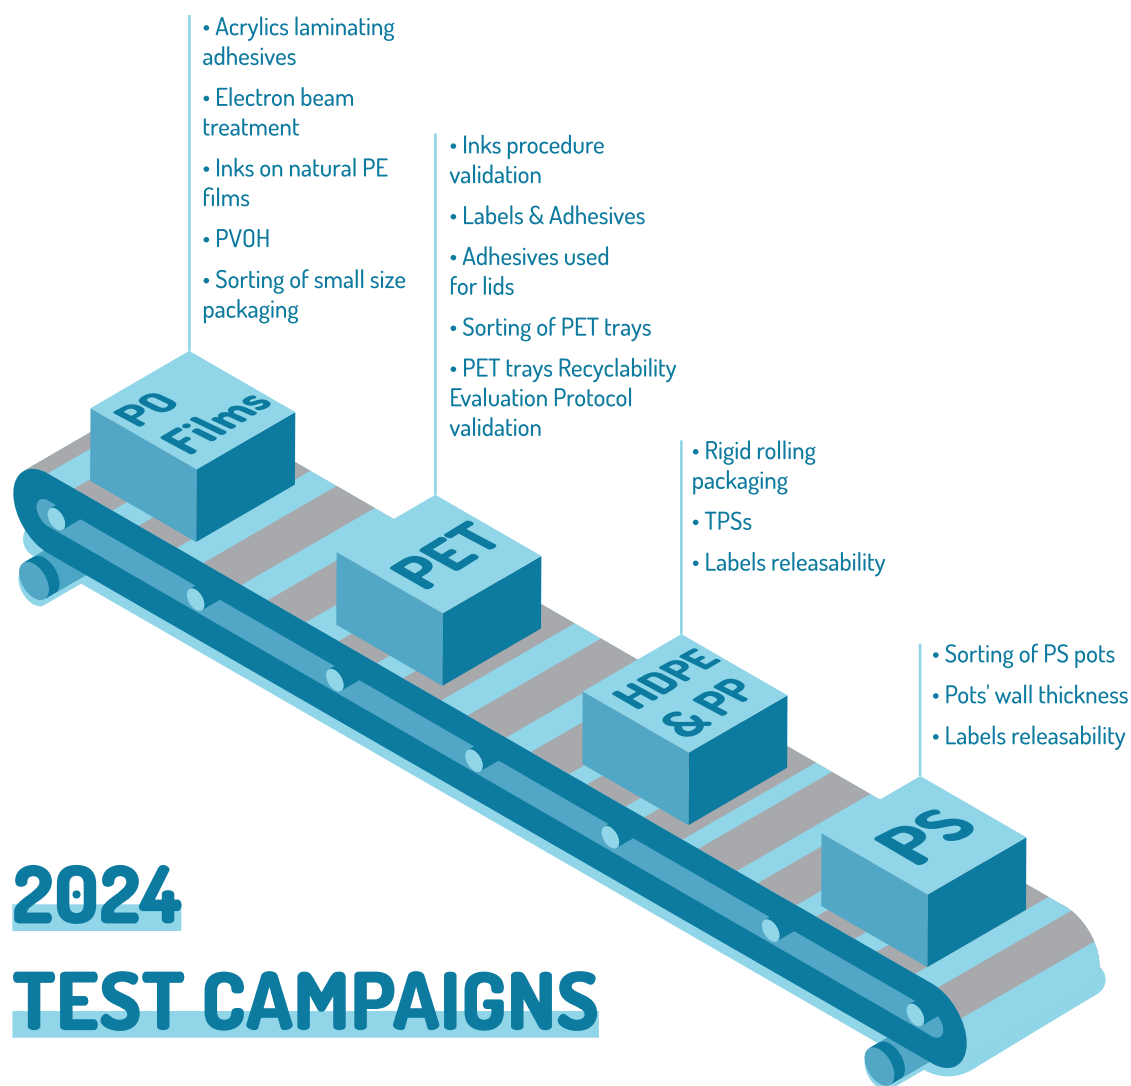 • Acrylics laminating
adhesives
• Electron beam
treatment
• Inks on natural PE
films
• PVOH
• Sorting of small size
packaging
PO
Films
• Inks procedure
validation
• Labels & Adhesives
• Adhesives used
for lids
• Sorting of PET trays
• PET trays Recyclability
Evaluation Protocol
validation
PET
• Rigid rolling
packaging
• TPSs
• Labels releasability
HDPE
& PP
• Sorting of PS pots
• Pots' wall thickness
• Labels releasability
PS
2024
TEST CAMPAIGNS